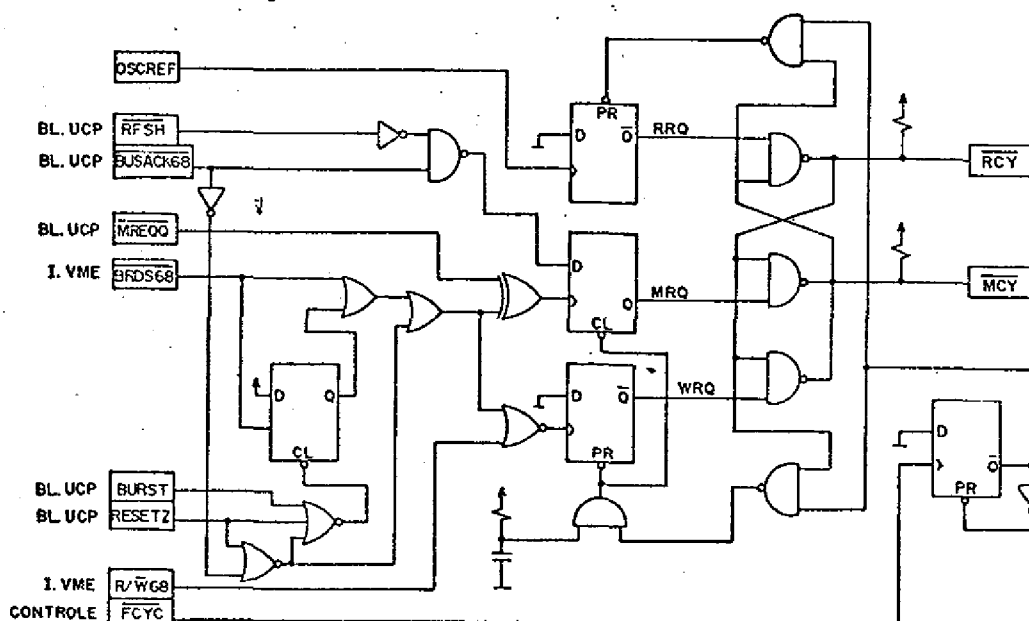 OSCREF
BL. UCP RFSH
BL. UCP BUSACK68
BL. UCP MREQQ
I. VME BRDS68
PR
D Q RRQ
RCY
D Q MRQ
CL
MCY
D Q
CL
D Q WRQ
PR
D Q
PR
BL. UCP BURST
BL. UCP RESETZ
I. VME R/W68
CONTROLE FCYC